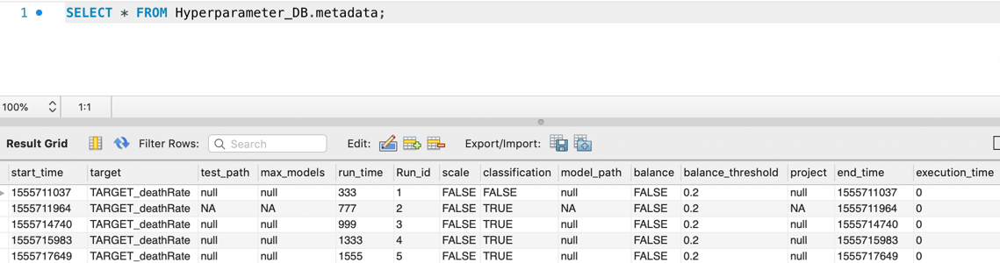 1 SELECT * FROM Hyperparameter_DB.metadata;
100% 1:1
Result Grid Filter Rows: Search Edit: Export/Import:
start_time target test_path max_models run_time Run_id scale classification model_path balance balance_threshold project end_time execution_time
1555711037 TARGET_deathRate null null 333 1 FALSE FALSE null FALSE 0.2 null 1555711037 0
1555711964 TARGET_deathRate NA NA 777 2 FALSE TRUE NA FALSE 0.2 NA 1555711964 0
1555714740 TARGET_deathRate null null 999 3 FALSE TRUE null FALSE 0.2 null 1555714740 0
1555715983 TARGET_deathRate null null 1333 4 FALSE TRUE null FALSE 0.2 null 1555715983 0
1555717649 TARGET_deathRate null null 1555 5 FALSE TRUE null FALSE 0.2 null 1555717649 0